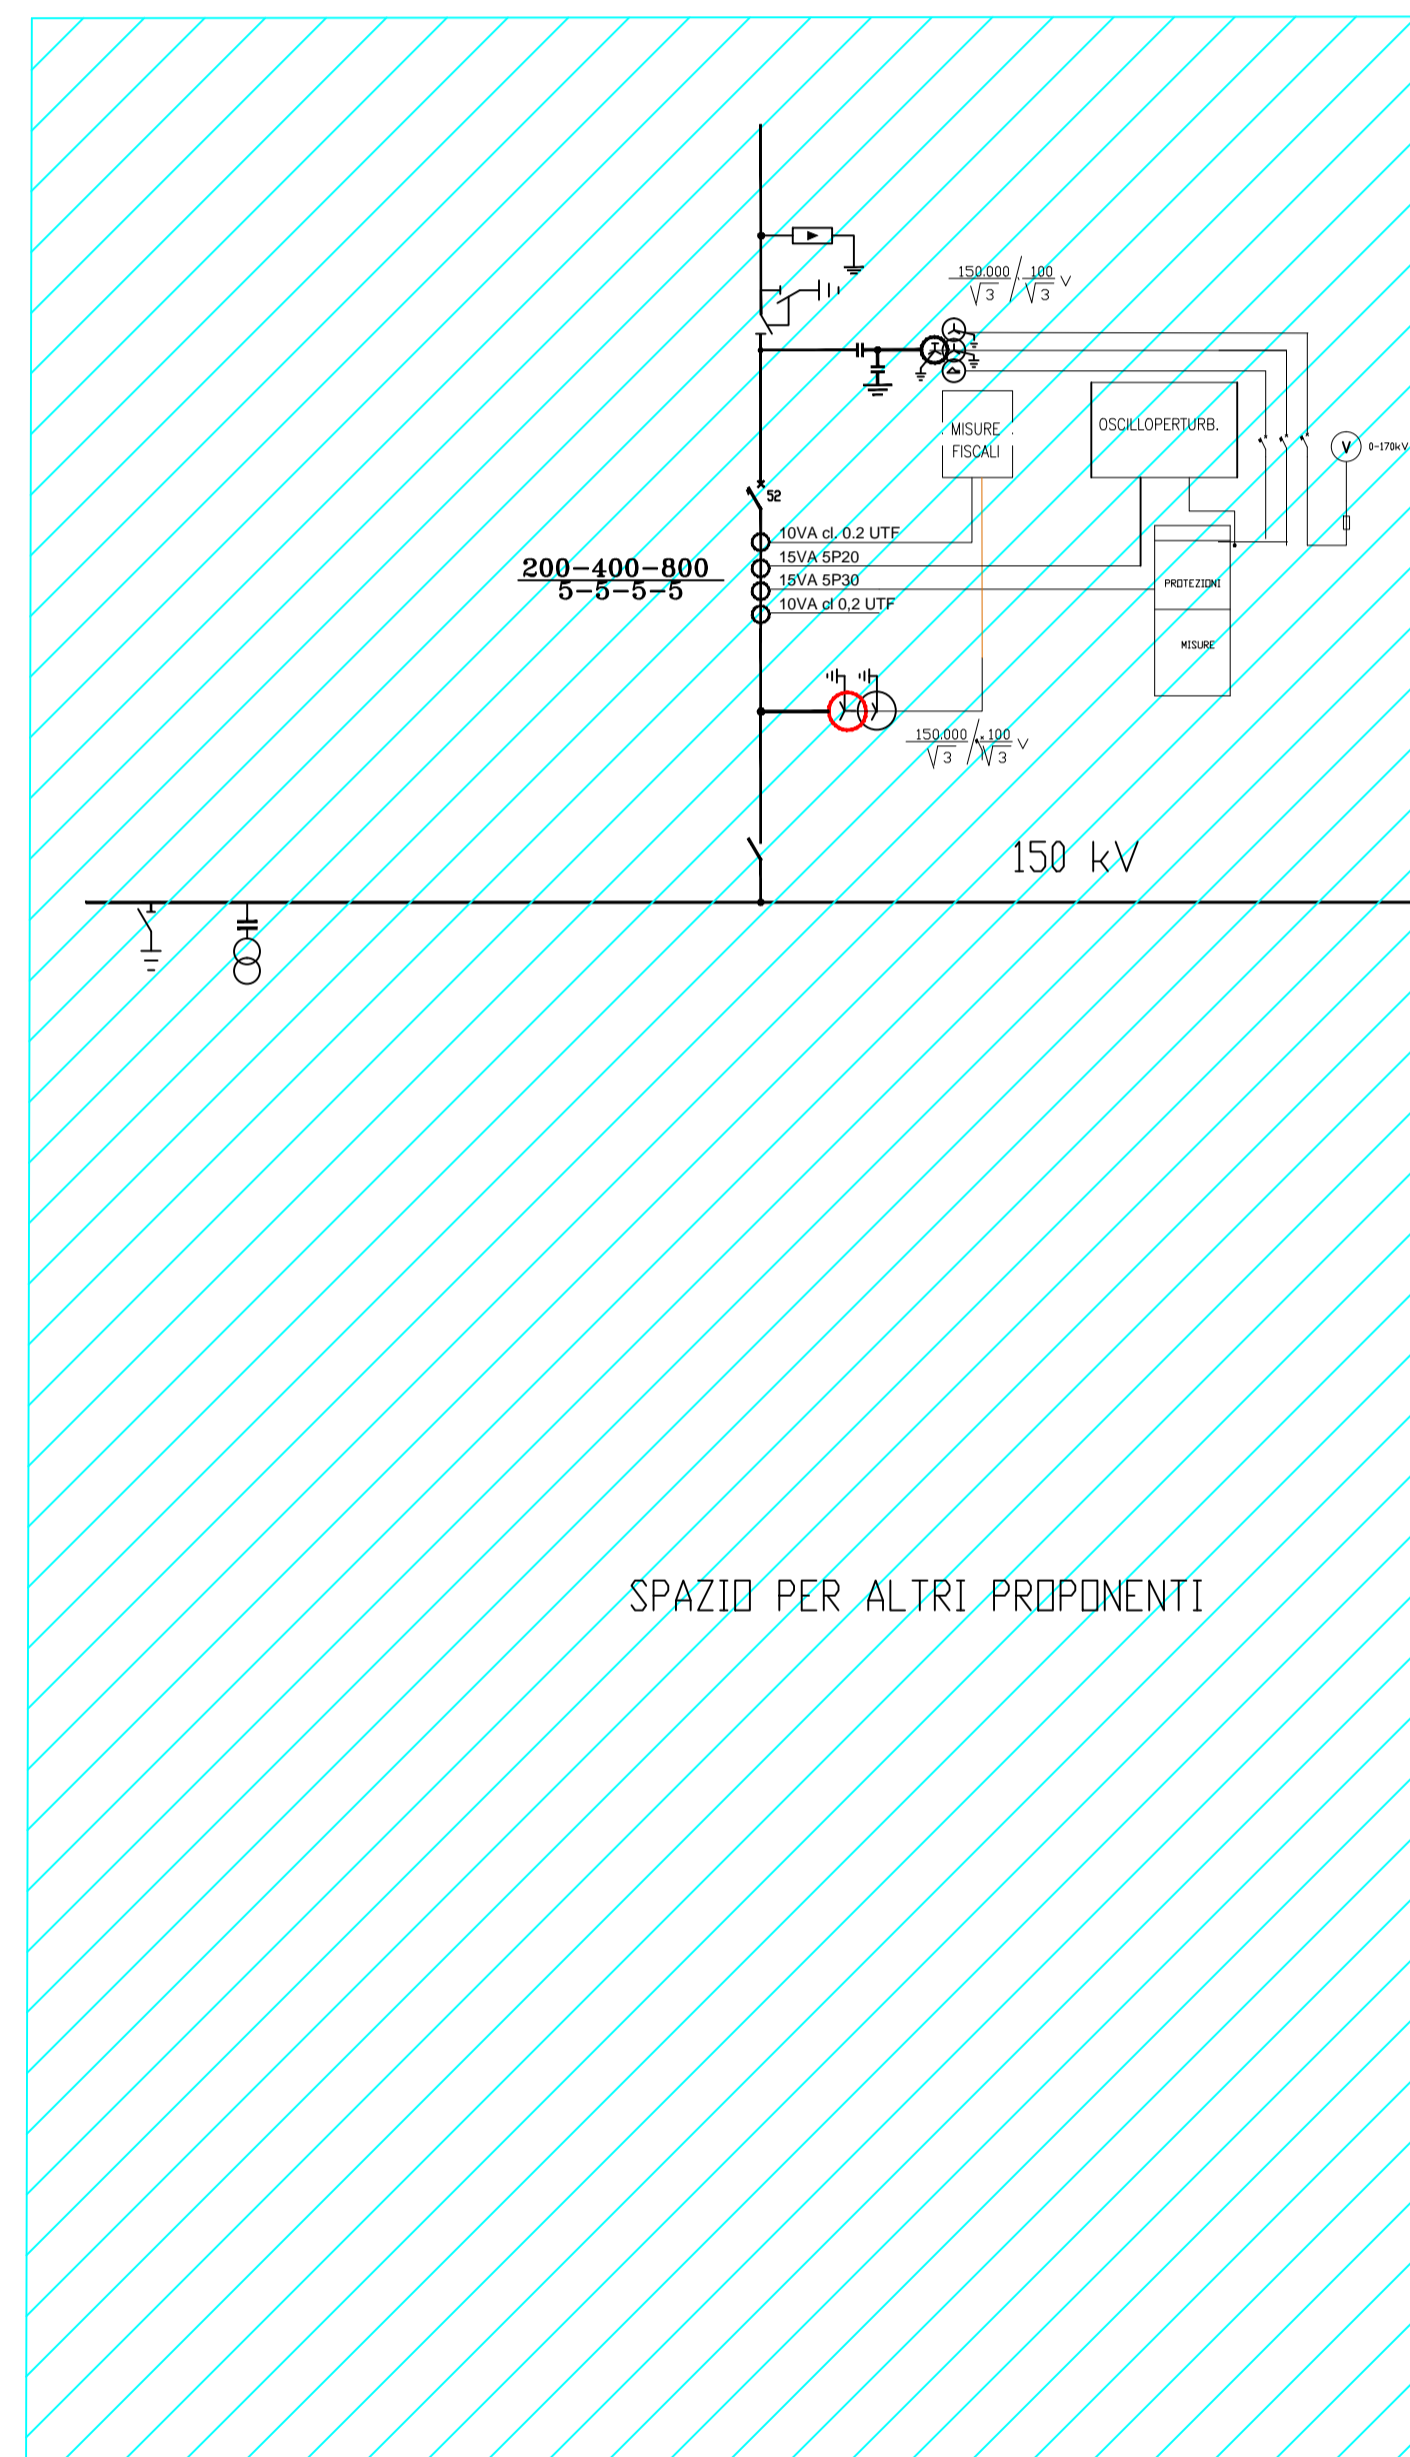 150.000 / 100 V
√3 √3
MISURE
FISCALI
OSCILLOPERTURB.
V
0-170kV
52
10VA cl. 0.2 UTF
15VA 5P20
15VA 5P30
10VA cl 0,2 UTF
200-400-800
5-5-5-5
PROTEZIONI
MISURE
150.000 / 100 V
√3 √3
150 kV
SPAZIO PER ALTRI PROPONENTI